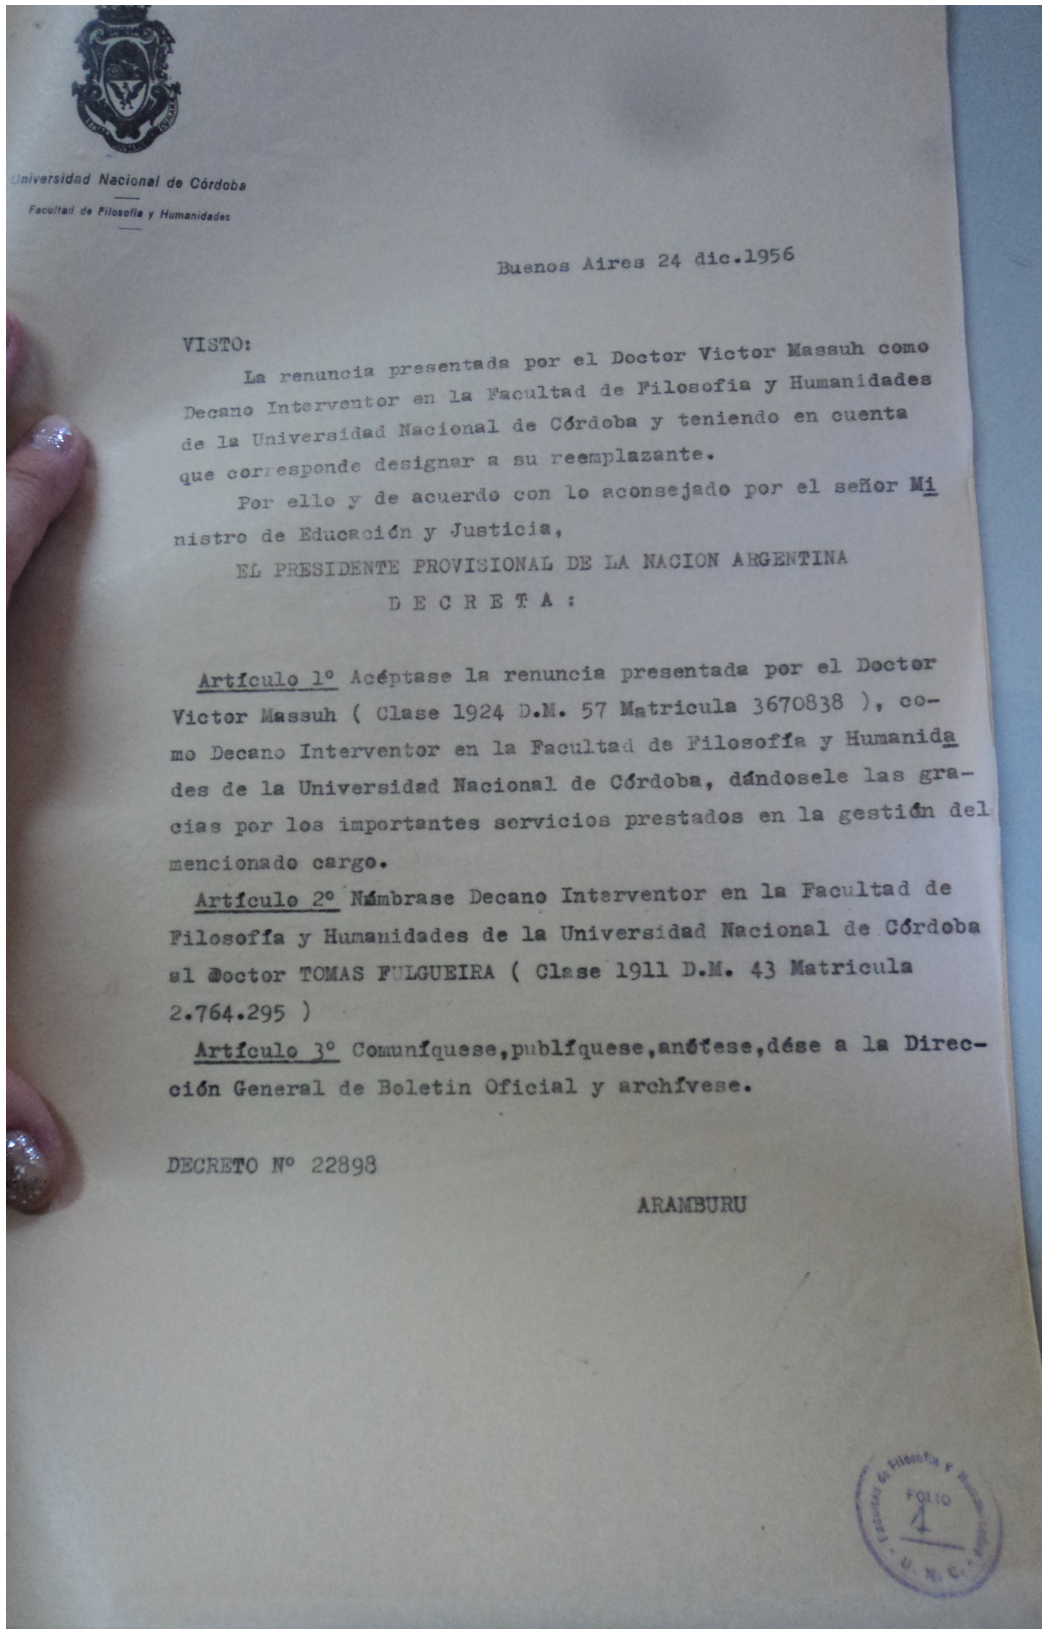 Universidad Nacional de Córdoba
Facultad de Filosofía y Humanidades
Buenos Aires 24 dic.1956
VISTO:
La renuncia presentada por el Doctor Victor Massuh como
Decano Interventor en la Facultad de Filosofia y Humanidades
de la Universidad Nacional de Córdoba y teniendo en cuenta
que corresponde designar a su reemplazante.
Por ello y de acuerdo con lo aconsejado por el señor Mi
nistro de Educación y Justicia,
EL PRESIDENTE PROVISIONAL DE LA NACION ARGENTINA
D E C R E T A :
Artículo 1º Acéptase la renuncia presentada por el Doctor
Victor Massuh ( Clase 1924 D.M. 57 Matricula 3670838 ), co-
mo Decano Interventor en la Facultad de Filosofía y Humanida
des de la Universidad Nacional de Córdoba, dándosele las gra-
cias por los importantes servicios prestados en la gestión del
mencionado cargo.
Artículo 2º Nómbrase Decano Interventor en la Facultad de
Filosofía y Humanidades de la Universidad Nacional de Córdoba
al Doctor TOMAS FULGUEIRA ( Clase 1911 D.M. 43 Matricula
2.764.295 )
Artículo 3º Comuníquese,publíquese,anótese,dése a la Direc-
ción General de Boletin Oficial y archívese.
DECRETO Nº 22898
ARAMBURU
Facultad de Filosofía y Humanidades
FOLIO
1
U. N. C.